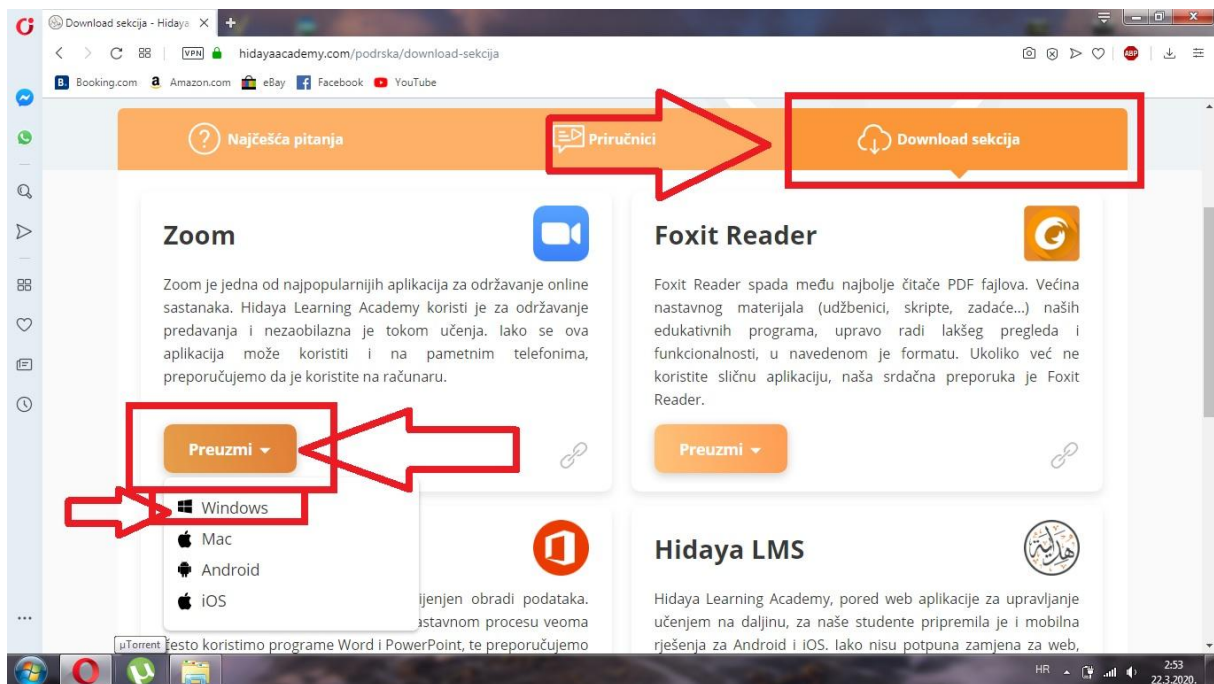 Download sekcija - Hidaya
VPN hidayaacademy.com/podrska/download-sekcija
ABP
B. Booking.com a Amazon.com eBay Facebook YouTube
Najčešća pitanja
Priručnici
Download sekcija
Zoom
Zoom je jedna od najpopularnijih aplikacija za održavanje online
sastanaka. Hidaya Learning Academy koristi je za održavanje
predavanja i nezaobilazna je tokom učenja. Iako se ova
aplikacija može koristiti i na pametnim telefonima,
preporučujemo da je koristite na računaru.
Preuzmi
Windows
Mac
Android
iOS
Foxit Reader
Foxit Reader spada među najbolje čitače PDF fajlova. Većina
nastavnog materijala (udžbenici, skripte, zadaće...) naših
edukativnih programa, upravo radi lakšeg pregleda i
funkcionalnosti, u navedenom je formatu. Ukoliko već ne
koristite sličnu aplikaciju, naša srdačna preporuka je Foxit
Reader.
Preuzmi
ijenjen obradi podataka.
astavnom procesu veoma
često koristimo programe Word i PowerPoint, te preporučujemo
Hidaya LMS
هداية
Hidaya Learning Academy, pored web aplikacije za upravljanje
učenjem na daljinu, za naše studente pripremila je i mobilna
rješenja za Android i iOS. Iako nisu potpuna zamjena za web,
µTorrent
HR
2:53
22.3.2020.